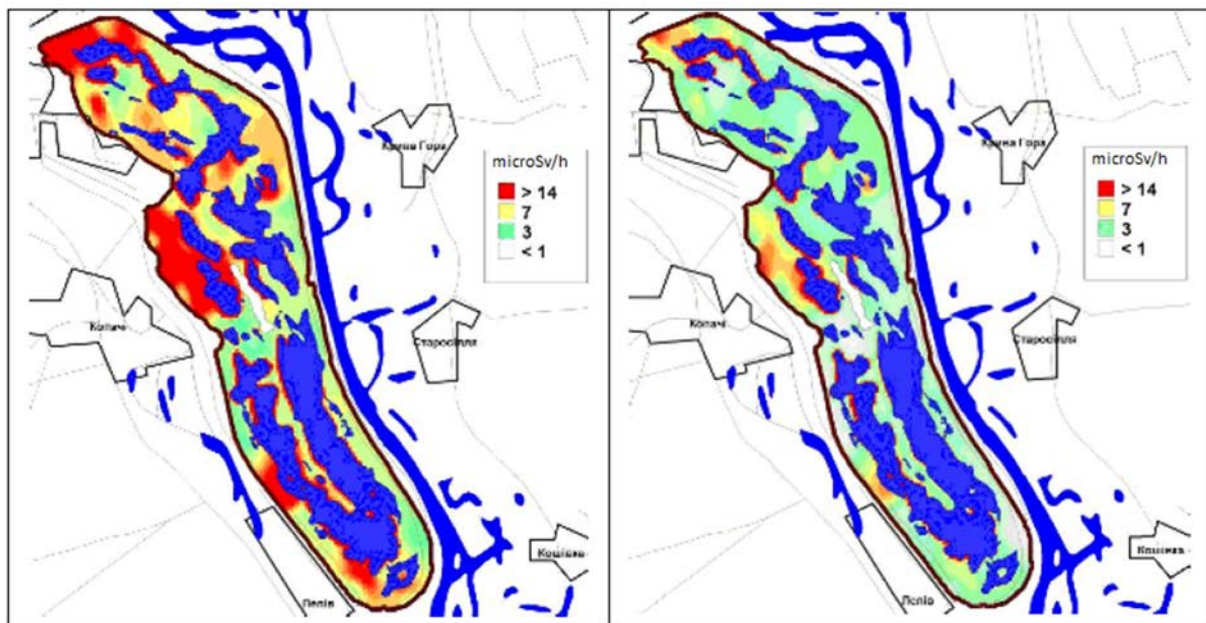 Крива Гора
microSv/h
> 14
7
3
< 1
Копачі
Старосілля
Кошівка
Лелів
Крива Гора
microSv/h
> 14
7
3
< 1
Копачі
Старосілля
Кошівка
Лелів